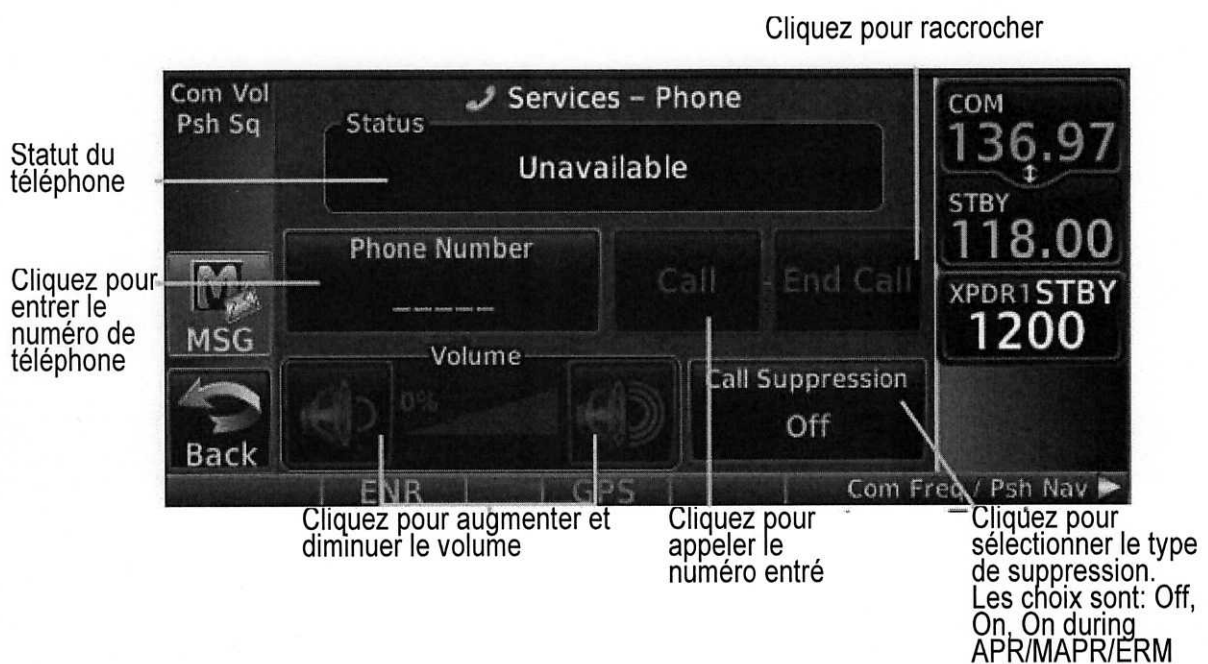 Cliquez pour raccrocher
Com Vol
Psh Sq
Services – Phone
Status
Unavailable
COM
136.97
STBY
118.00
XPDR1 STBY
1200
Statut du
téléphone
Phone Number
_ _ _ _ _
Call
End Call
Cliquez pour
entrer le
numéro de
téléphone
MSG
Volume
0%
Call Suppression
Off
Back
ENR
GPS
Com Freq / Psh Nav
Cliquez pour augmenter et
diminuer le volume
Cliquez pour
appeler le
numéro entré
Cliquez pour
sélectionner le type
de suppression.
Les choix sont: Off,
On, On during
APR/MAPR/ERM